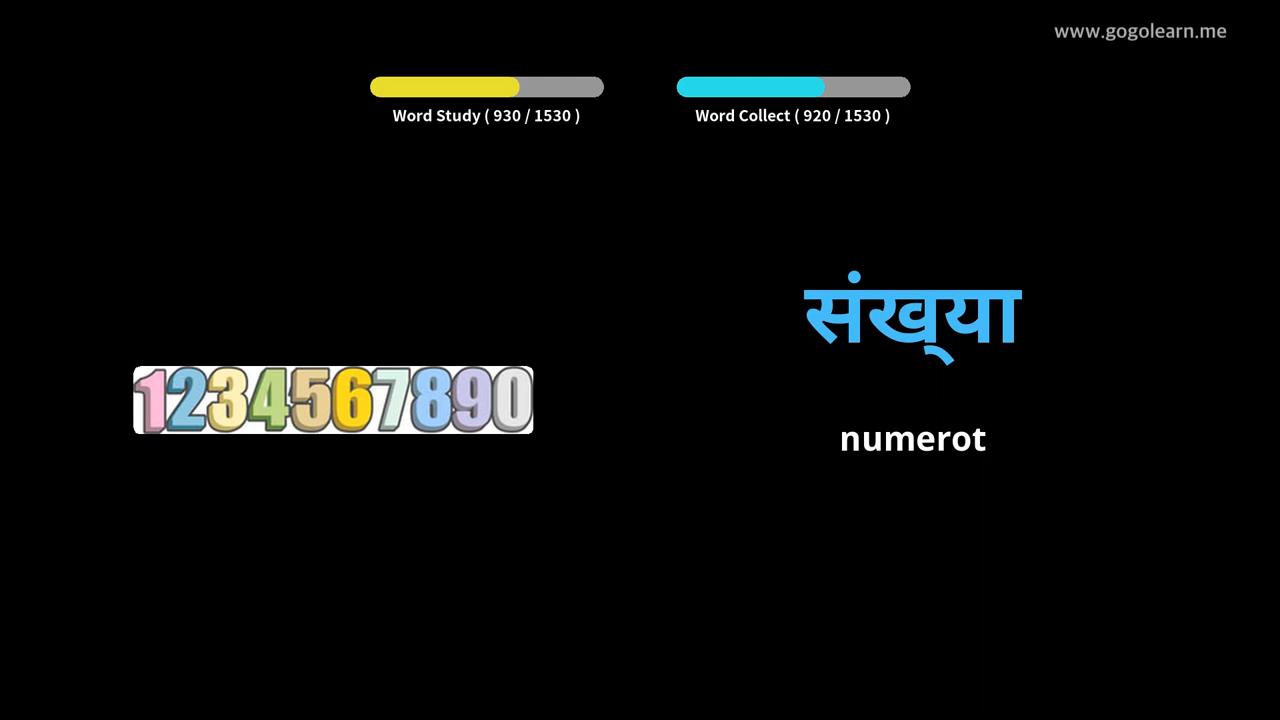 www.gogolearn.me
Word Study ( 930 / 1530 )
Word Collect ( 920 / 1530 )
संख्या
1234567890
numerot